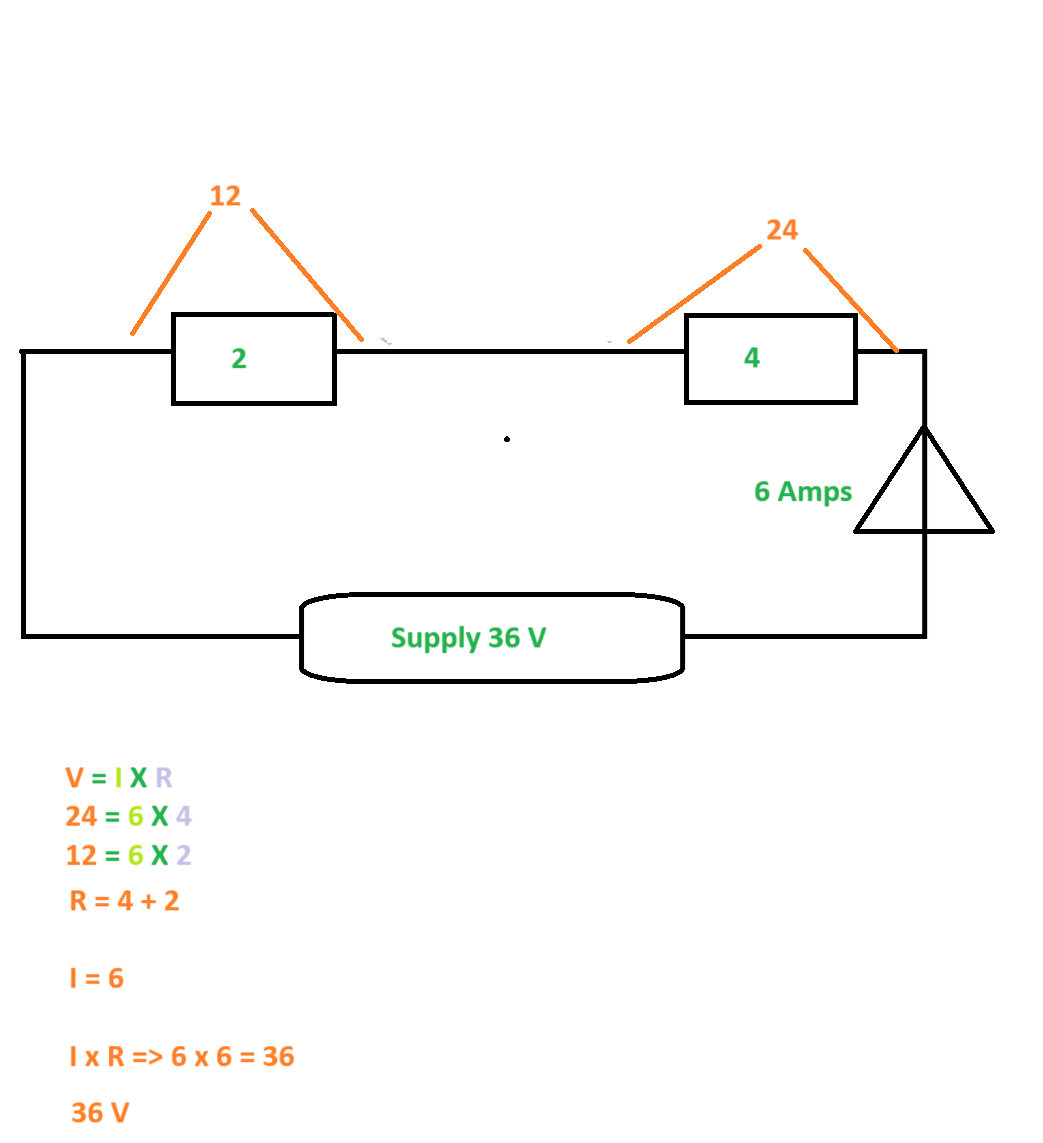 12
24
2
4
6 Amps
Supply 36 V
V = I X R
24 = 6 X 4
12 = 6 X 2
R = 4 + 2
I = 6
I x R => 6 x 6 = 36
36 V